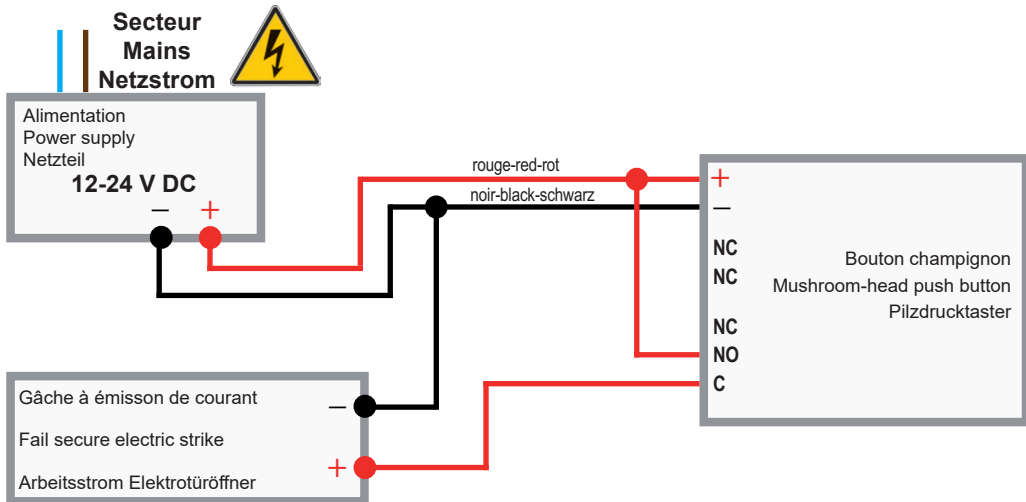 Secteur
Mains
Netzstrom
Alimentation
Power supply
Netzteil
12-24 V DC
− +
rouge-red-rot
noir-black-schwarz
+
−
NC
NC
NC
NO
C
Bouton champignon
Mushroom-head push button
Pilzdrucktaster
Gâche à émisson de courant
−
Fail secure electric strike
+
Arbeitsstrom Elektrotüröffner